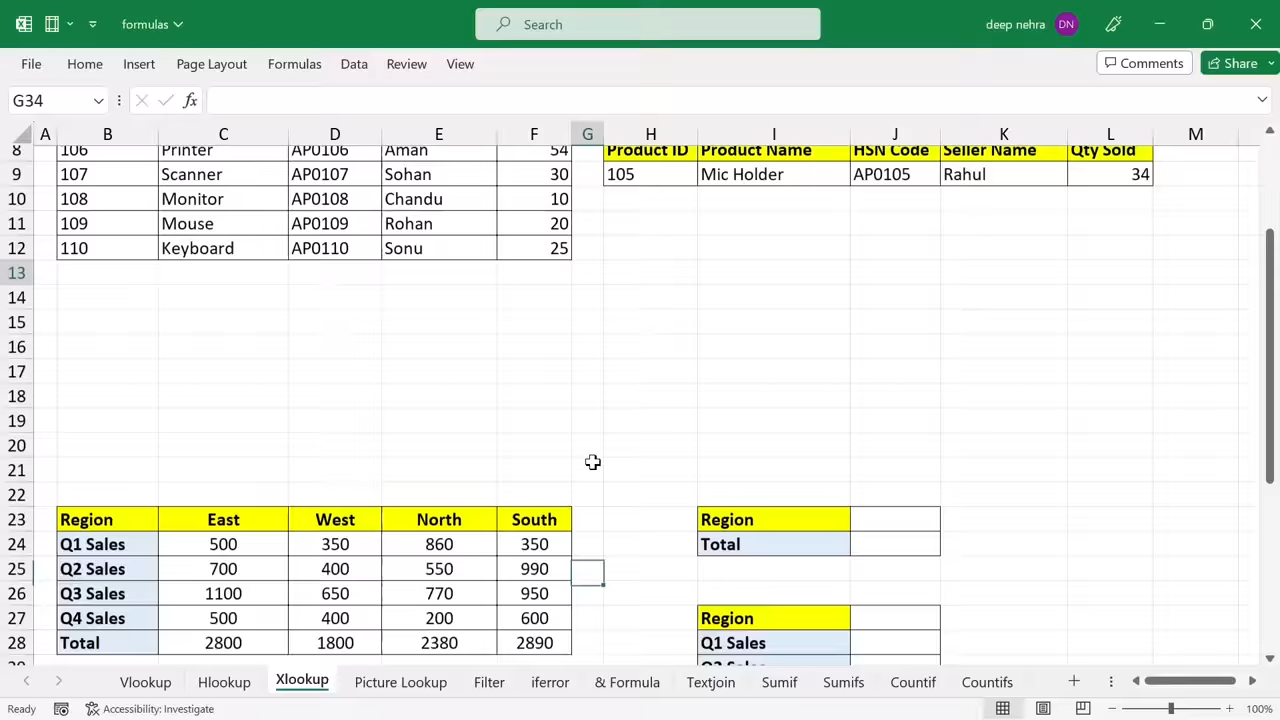 formulas
Search
deep nehra DN
File Home Insert Page Layout Formulas Data Review View Comments Share
G34 fx
A B C D E F G H I J K L M
8 106 Printer AP0106 Aman 54 Product ID Product Name HSN Code Seller Name Qty Sold
9 107 Scanner AP0107 Sohan 30 105 Mic Holder AP0105 Rahul 34
10 108 Monitor AP0108 Chandu 10
11 109 Mouse AP0109 Rohan 20
12 110 Keyboard AP0110 Sonu 25
13
14
15
16
17
18
19
20
21
22
23 Region East West North South Region
24 Q1 Sales 500 350 860 350 Total
25 Q2 Sales 700 400 550 990
26 Q3 Sales 1100 650 770 950
27 Q4 Sales 500 400 200 600 Region
28 Total 2800 1800 2380 2890 Q1 Sales
Vlookup Hlookup Xlookup Picture Lookup Filter iferror & Formula Textjoin Sumif Sumifs Countif Countifs
Ready Accessibility: Investigate 100%